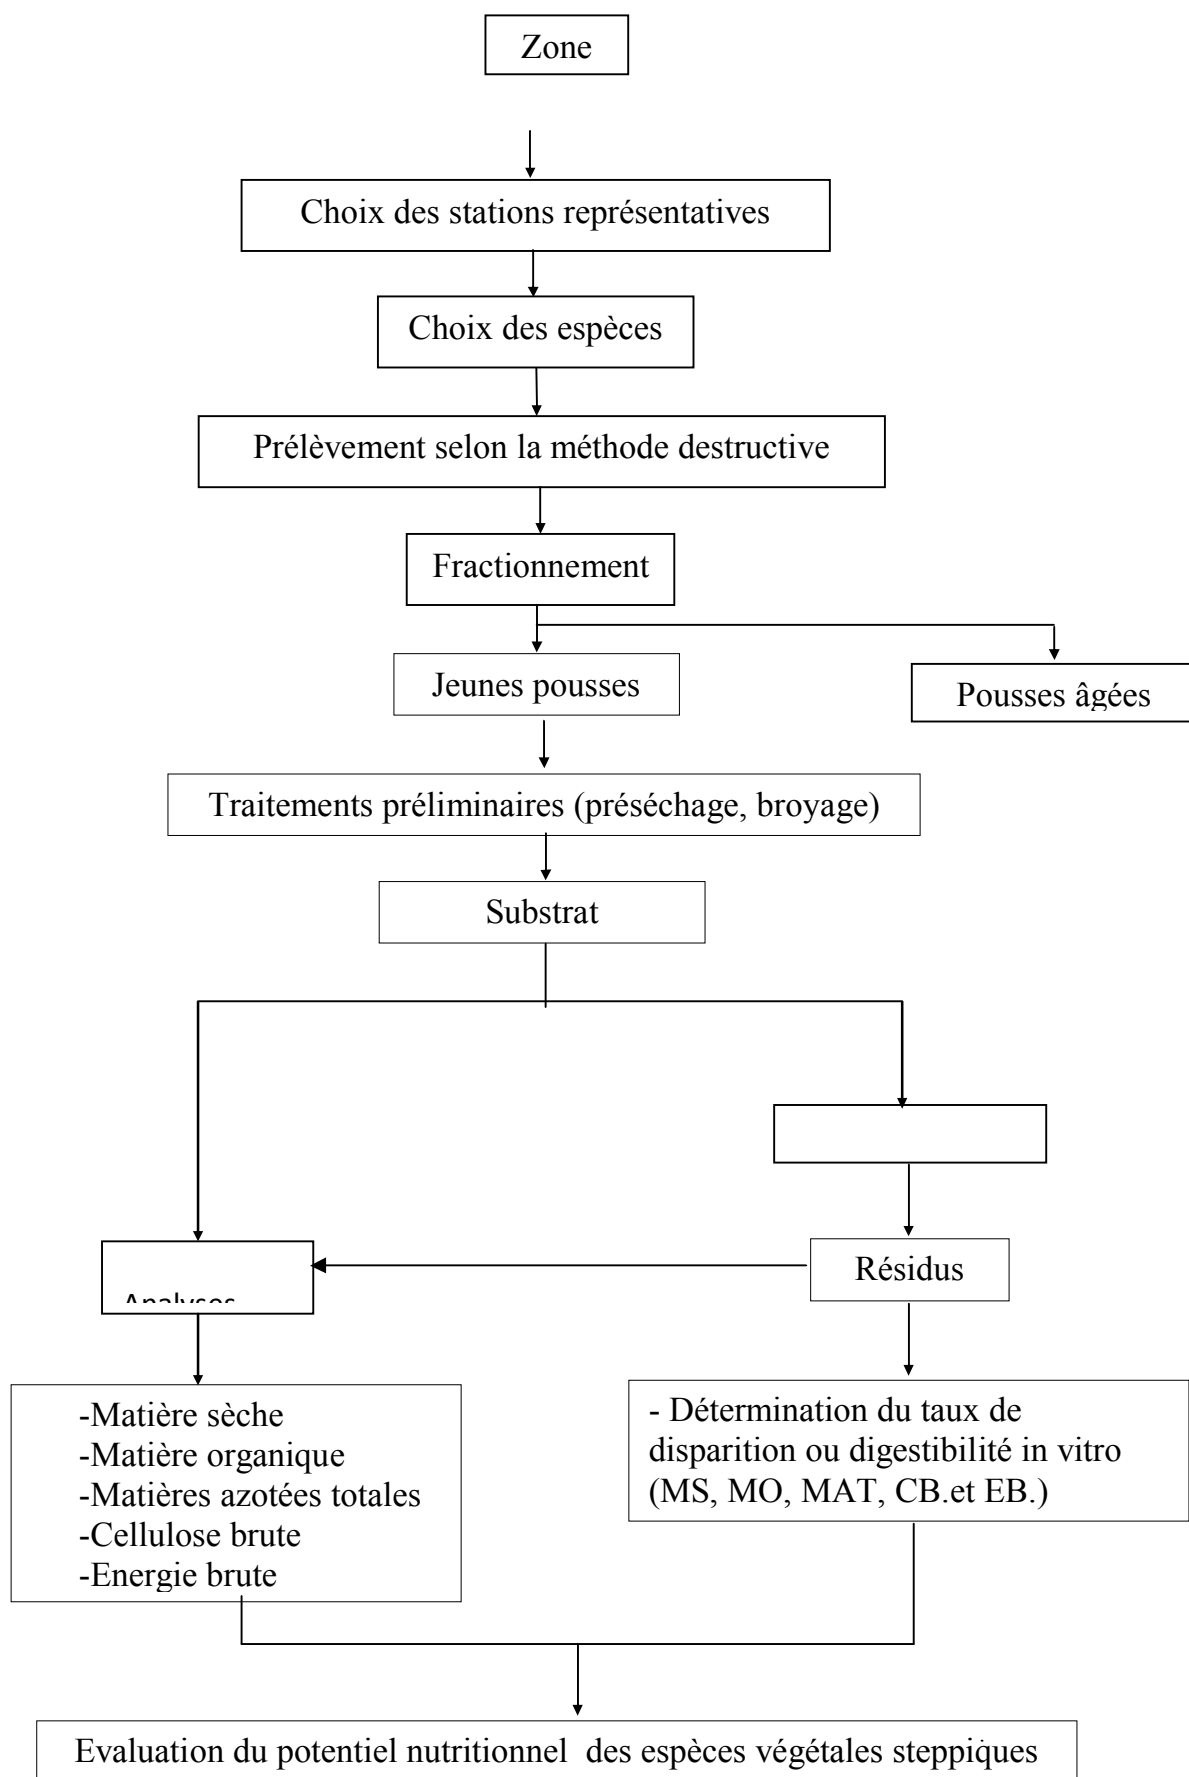 Zone
Choix des stations représentatives
Choix des espèces
Prélèvement selon la méthode destructive
Fractionnement
Jeunes pousses
Pousses âgées
Traitements préliminaires (préséchage, broyage)
Substrat
Résidus
Analyses
-Matière sèche
-Matière organique
-Matières azotées totales
-Cellulose brute
-Energie brute
- Détermination du taux de
disparition ou digestibilité in vitro
(MS, MO, MAT, CB.et EB.)
Evaluation du potentiel nutritionnel des espèces végétales steppiques